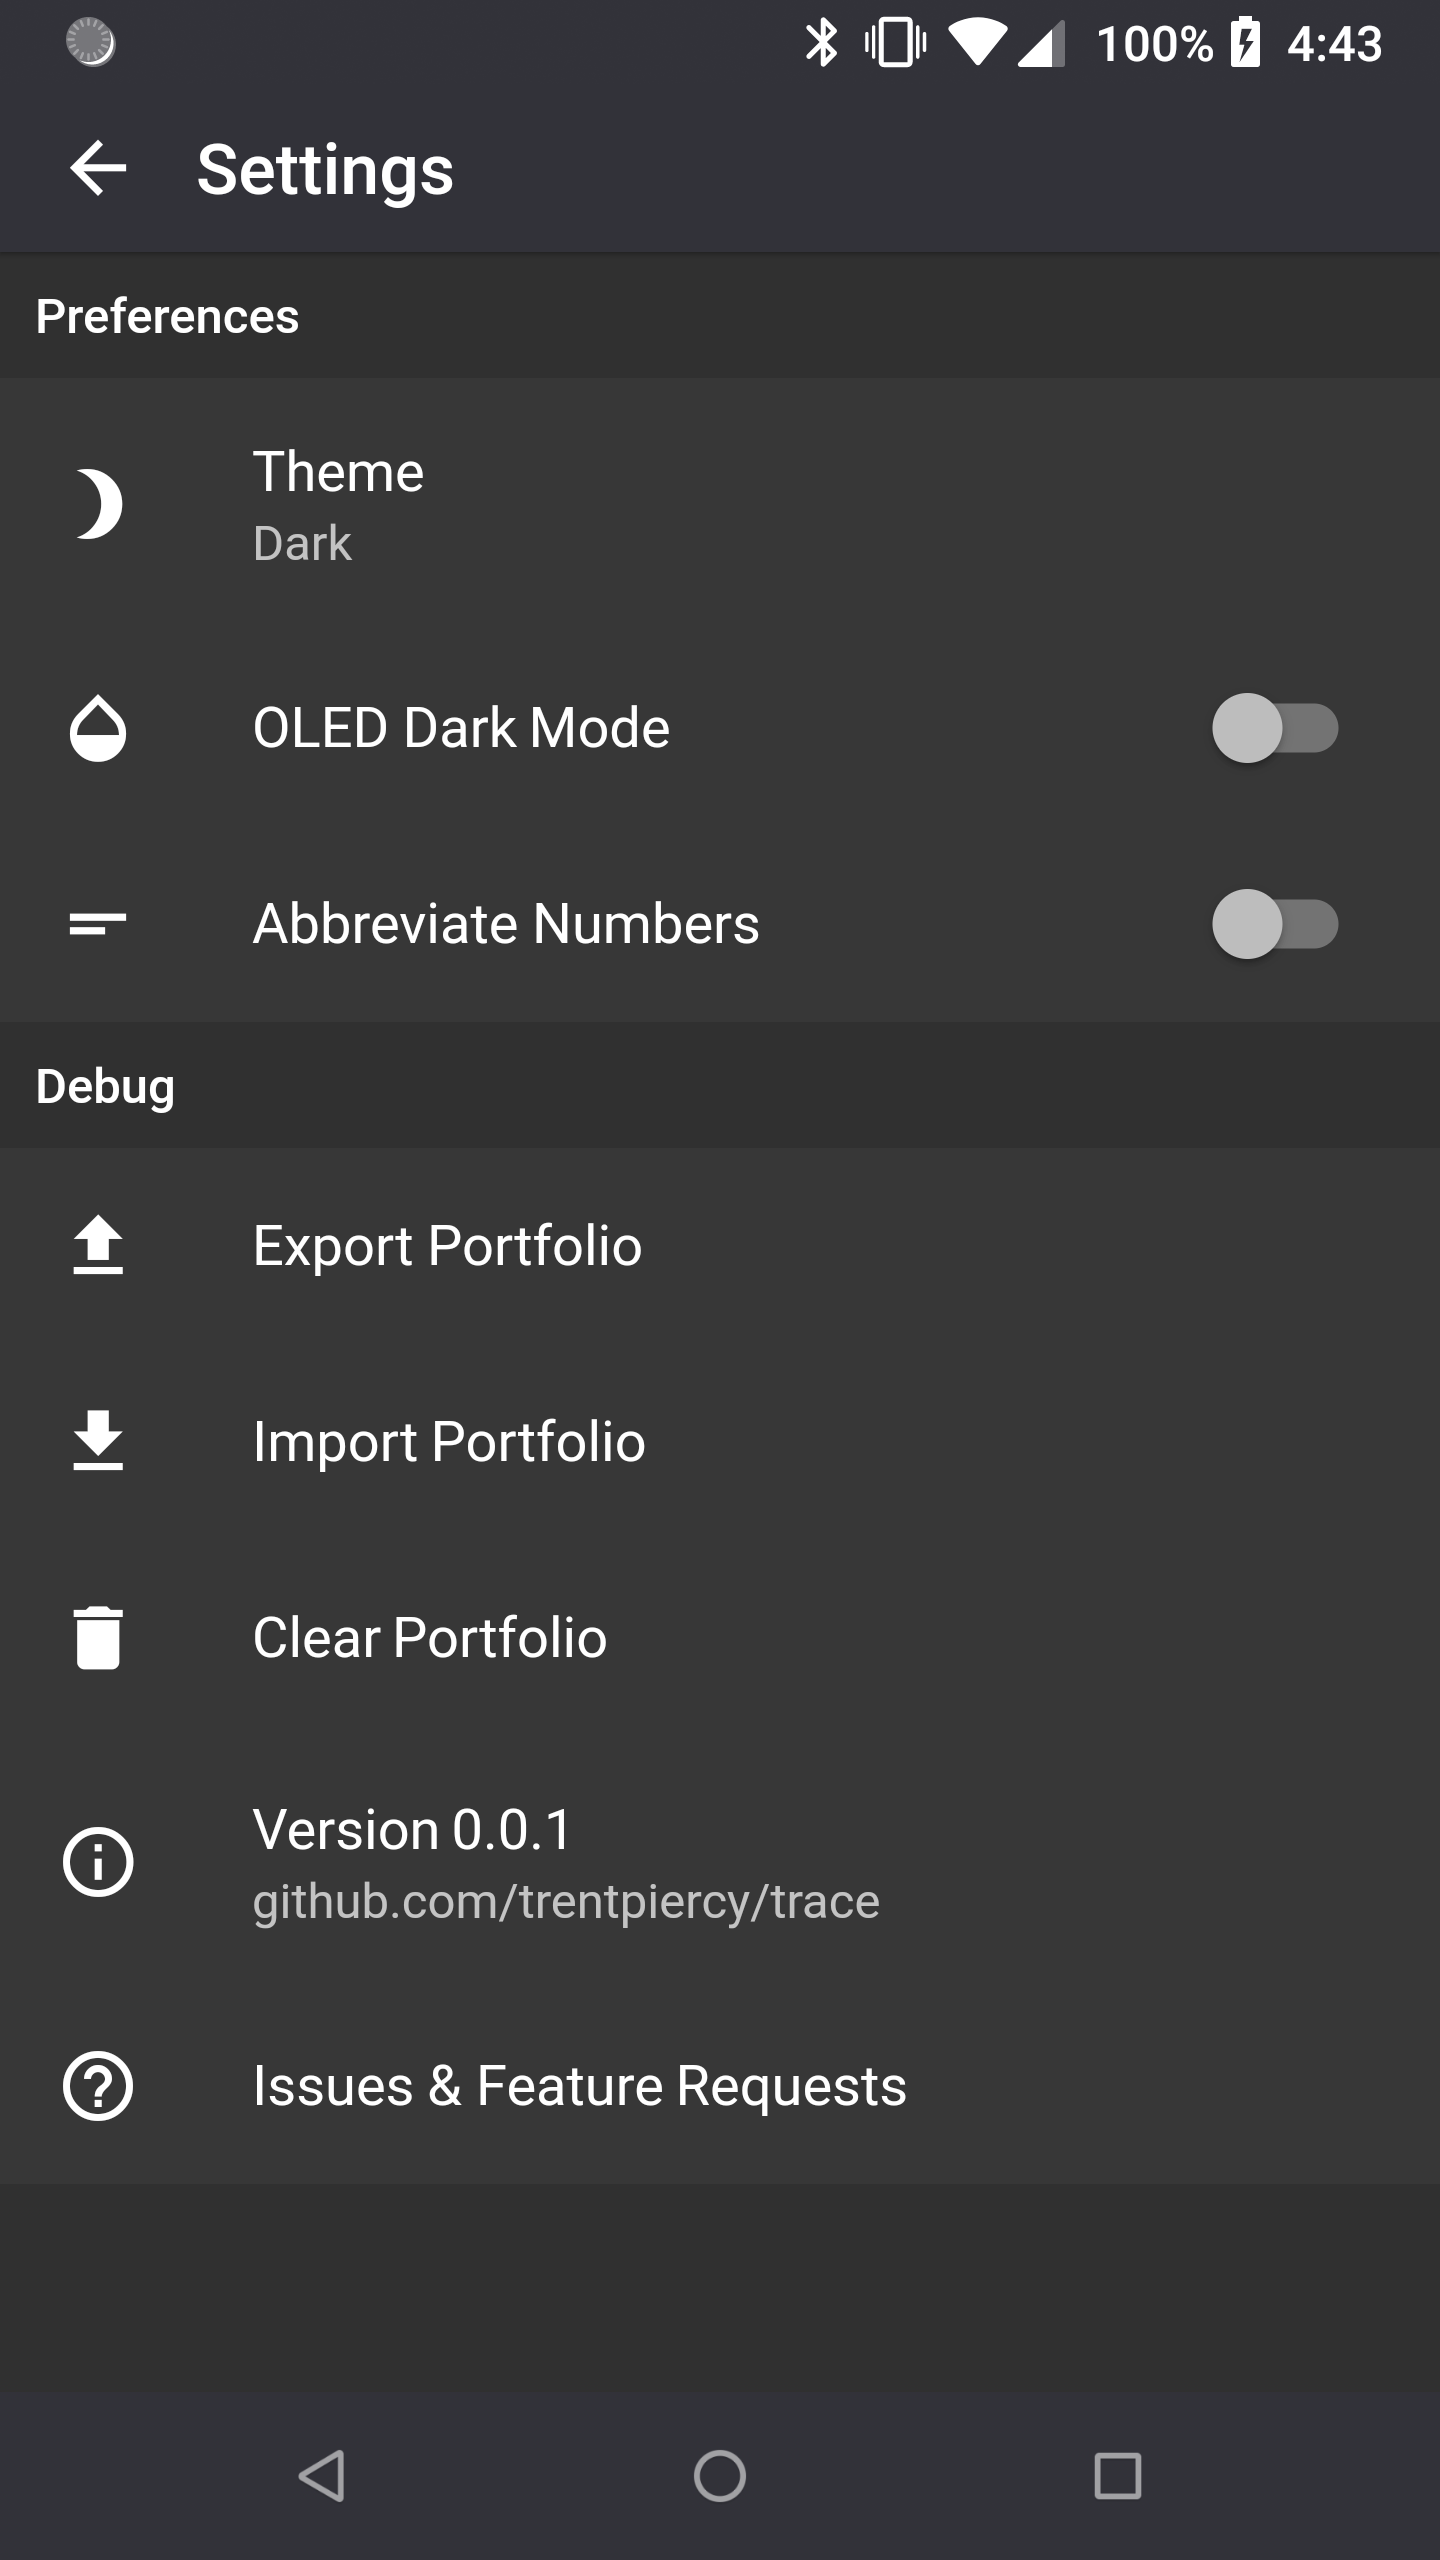 100% 4:43
Settings
Preferences
Theme
Dark
OLED Dark Mode
Abbreviate Numbers
Debug
Export Portfolio
Import Portfolio
Clear Portfolio
Version 0.0.1
github.com/trentpiercy/trace
Issues & Feature Requests